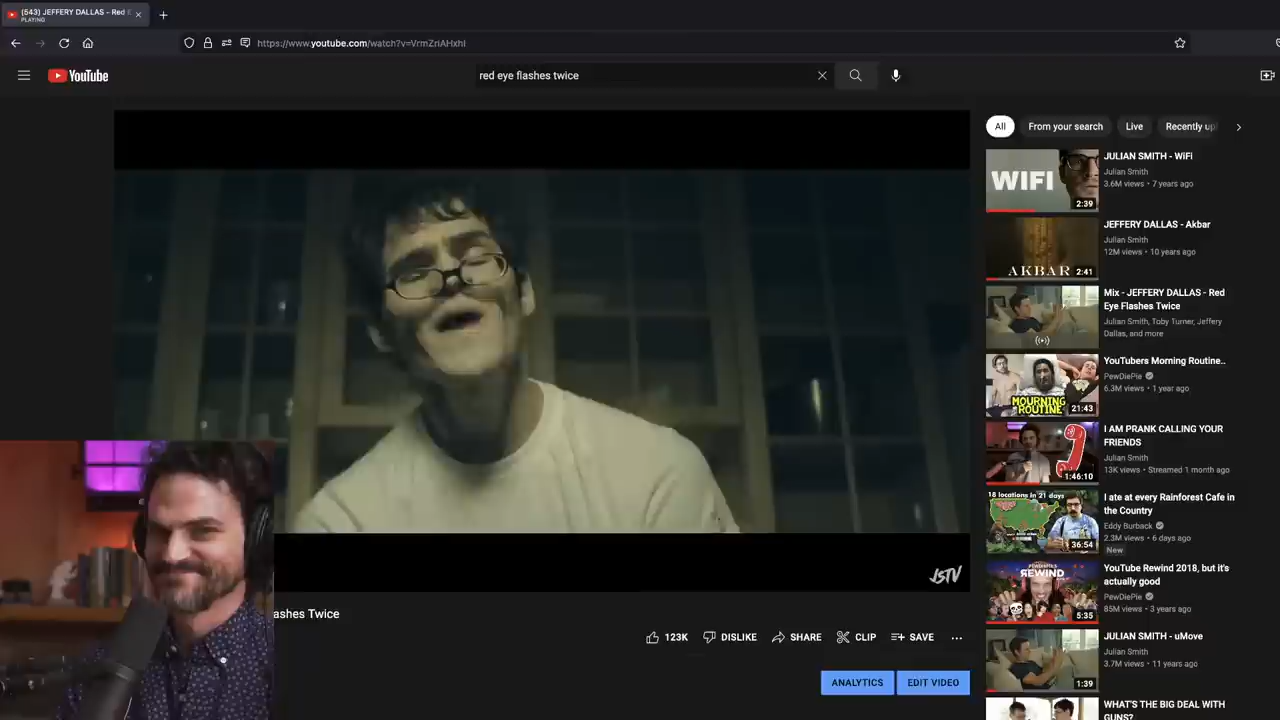 (543) JEFFERY DALLAS - Red E
PLAYING
https://www.youtube.com/watch?v=VrmZriAHxhI
YouTube
red eye flashes twice
All
From your search
Live
Recently up
WIFI
2:39
JULIAN SMITH - WiFi
Julian Smith
3.6M views • 7 years ago
AKBAR
2:41
JEFFERY DALLAS - Akbar
Julian Smith
12M views • 10 years ago
Mix - JEFFERY DALLAS - Red
Eye Flashes Twice
Julian Smith, Toby Turner, Jeffery
Dallas, and more
MOURNING
ROUTINE
21:43
YouTubers Morning Routine..
PewDiePie
6.3M views • 1 year ago
1:46:10
I AM PRANK CALLING YOUR
FRIENDS
Julian Smith
13K views • Streamed 1 month ago
18 locations in 21 days
36:54
I ate at every Rainforest Cafe in
the Country
Eddy Burback
2.3M views • 6 days ago
New
REWIND
5:35
YouTube Rewind 2018, but it's
actually good
PewDiePie
85M views • 3 years ago
1:39
JULIAN SMITH - uMove
Julian Smith
3.7M views • 11 years ago
WHAT'S THE BIG DEAL WITH
GUNS?
JSTV
ashes Twice
123K
DISLIKE
SHARE
CLIP
SAVE
ANALYTICS
EDIT VIDEO